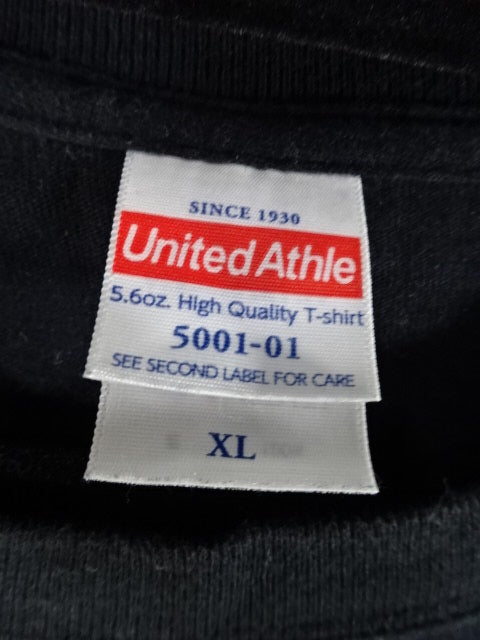 SINCE 1930
United Athle
5.6oz. High Quality T-shirt
5001-01
SEE SECOND LABEL FOR CARE
XL